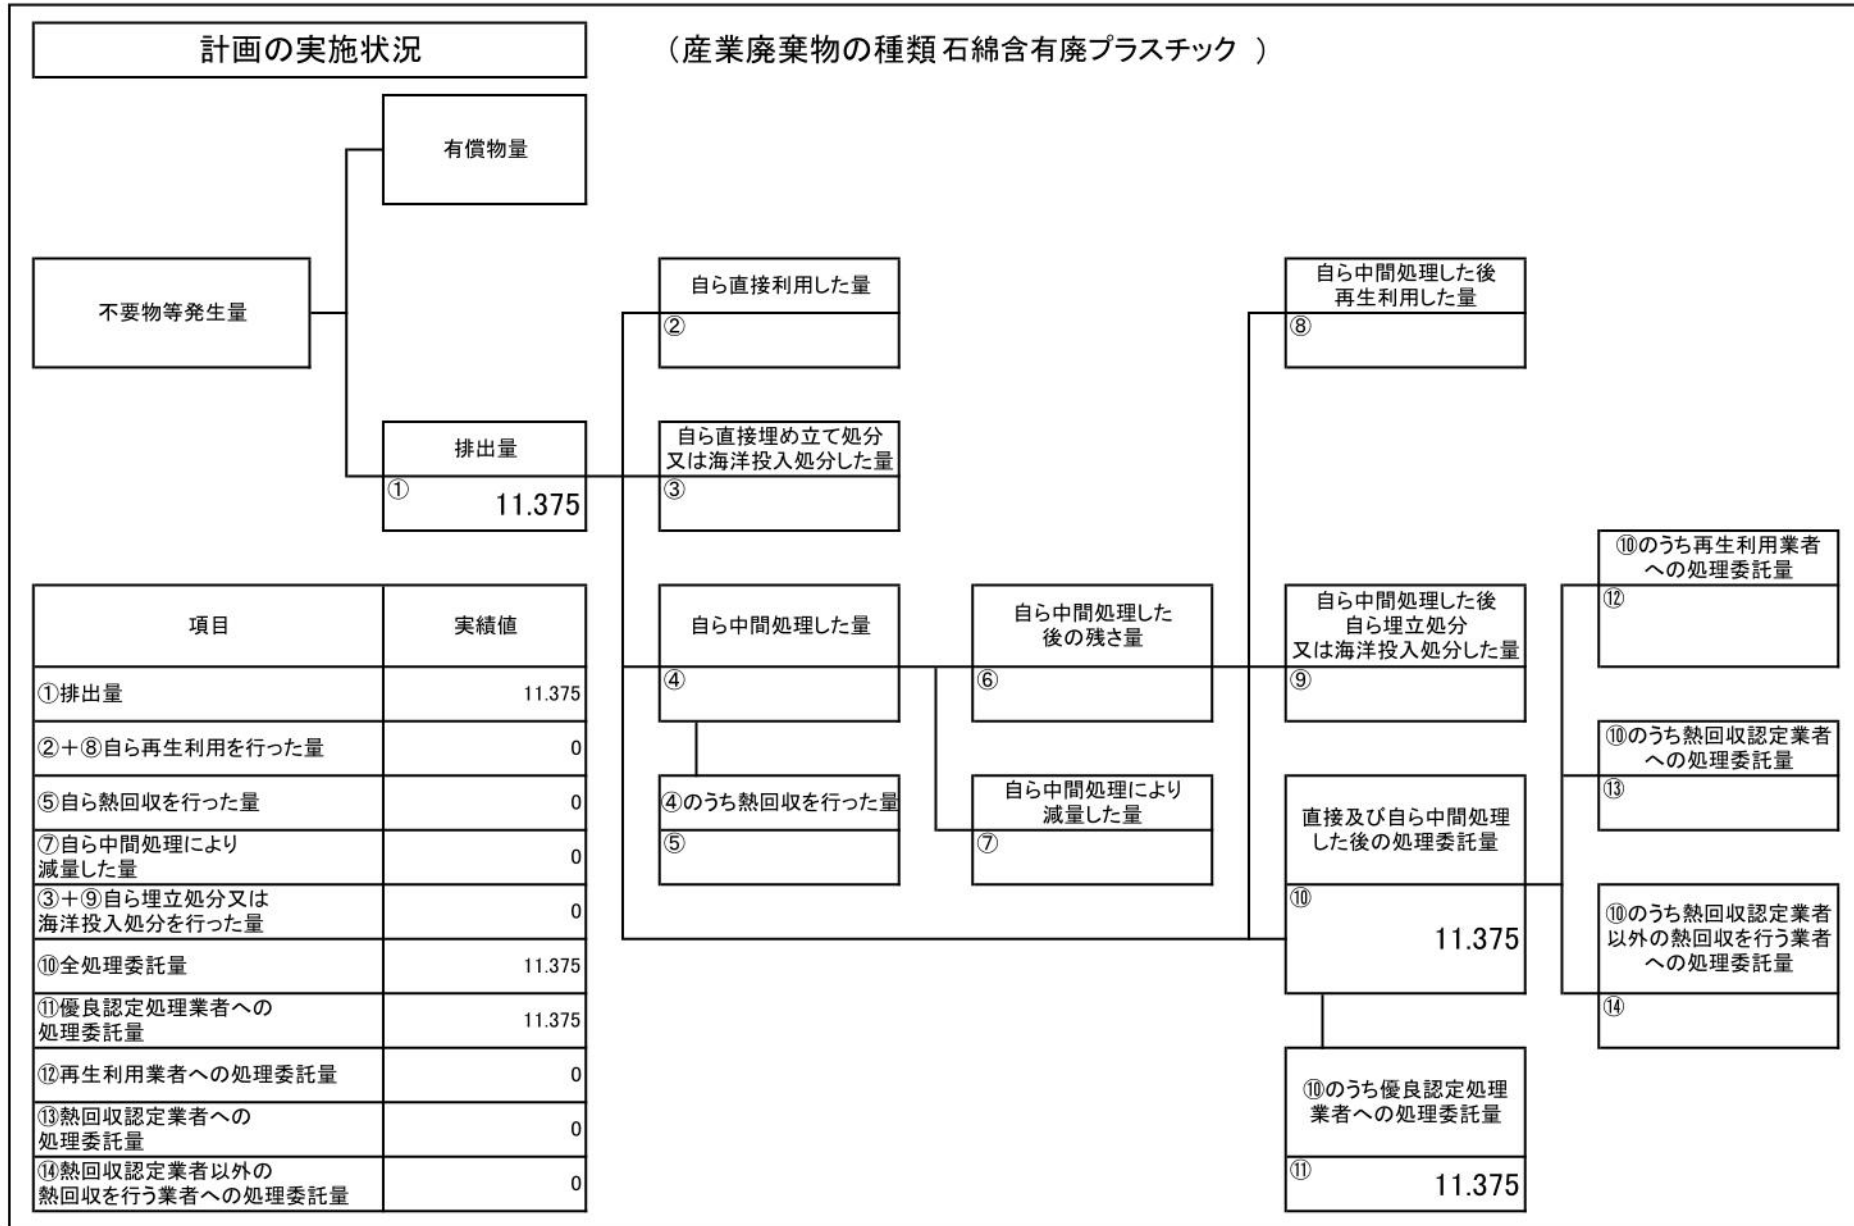 計画の実施状況
（産業廃棄物の種類 石綿含有廃プラスチック ）
有償物量
不要物等発生量
自ら直接利用した量
②
自ら中間処理した後
再生利用した量
⑧
排出量
① 11.375
自ら直接埋め立て処分
又は海洋投入処分した量
③
⑩のうち再生利用業者
への処理委託量
⑫
自ら中間処理した量
④
自ら中間処理した
後の残さ量
⑥
自ら中間処理した後
自ら埋立処分
又は海洋投入処分した量
⑨
⑩のうち熱回収認定業者
への処理委託量
⑬
④のうち熱回収を行った量
⑤
自ら中間処理により
減量した量
⑦
直接及び自ら中間処理
した後の処理委託量
⑩
11.375
⑩のうち熱回収認定業者
以外の熱回収を行う業者
への処理委託量
⑭
⑩のうち優良認定処理
業者への処理委託量
⑪ 11.375
項目 実績値
①排出量 11.375
②＋⑧自ら再生利用を行った量 0
⑤自ら熱回収を行った量 0
⑦自ら中間処理により
減量した量 0
③＋⑨自ら埋立処分又は
海洋投入処分を行った量 0
⑩全処理委託量 11.375
⑪優良認定処理業者への
処理委託量 11.375
⑫再生利用業者への処理委託量 0
⑬熱回収認定業者への
処理委託量 0
⑭熱回収認定業者以外の
熱回収を行う業者への処理委託量 0